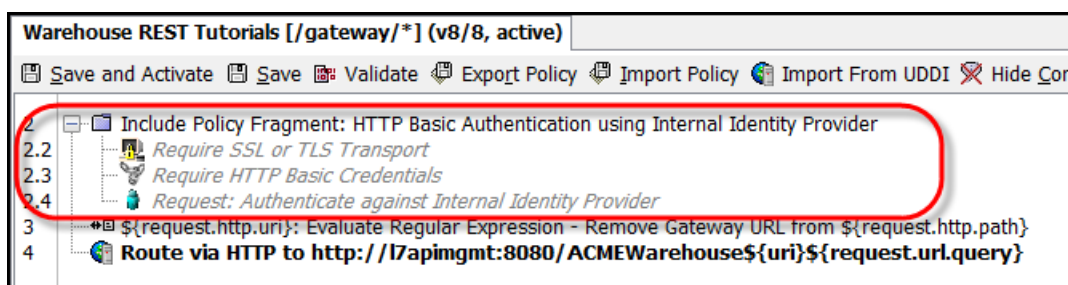 Warehouse REST Tutorials [/gateway/*] (v8/8, active)
Save and Activate Save Validate Export Policy Import Policy Import From UDDI Hide Cor
2 Include Policy Fragment: HTTP Basic Authentication using Internal Identity Provider
2.2 Require SSL or TLS Transport
2.3 Require HTTP Basic Credentials
2.4 Request: Authenticate against Internal Identity Provider
3 ${request.http.uri}: Evaluate Regular Expression - Remove Gateway URL from ${request.http.path}
4 Route via HTTP to http://l7apimgmt:8080/ACMEWarehouse${uri}${request.url.query}